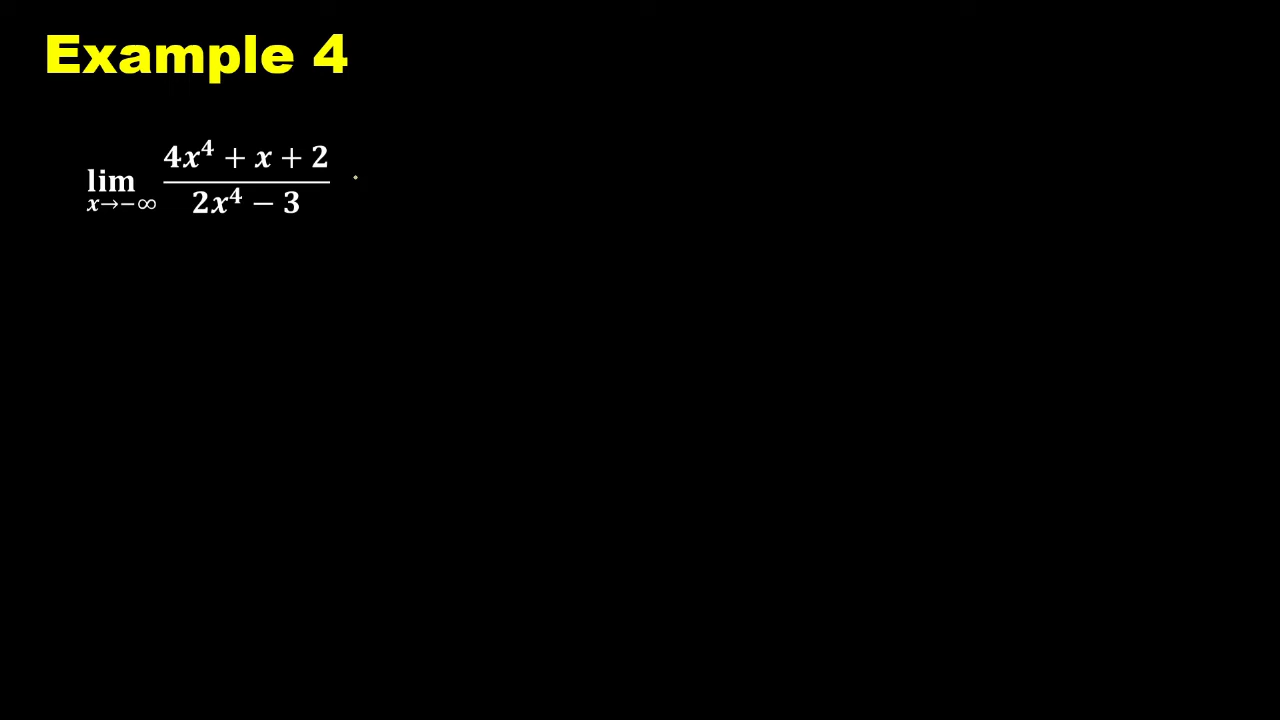 Example 4
lim x→−∞ (4x⁴ + x + 2)/(2x⁴ − 3)